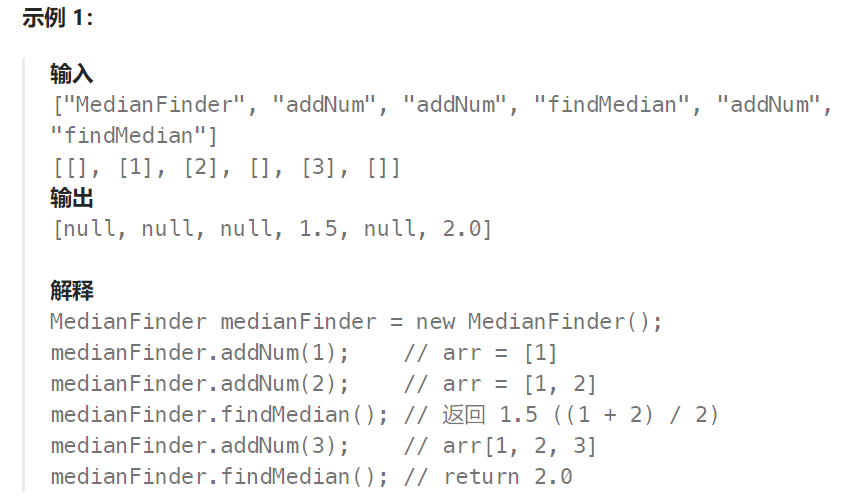 示例 1：
输入
["MedianFinder", "addNum", "addNum", "findMedian", "addNum",
"findMedian"]
[[], [1], [2], [], [3], []]
输出
[null, null, null, 1.5, null, 2.0]
解释
MedianFinder medianFinder = new MedianFinder();
medianFinder.addNum(1);    // arr = [1]
medianFinder.addNum(2);    // arr = [1, 2]
medianFinder.findMedian(); // 返回 1.5 ((1 + 2) / 2)
medianFinder.addNum(3);    // arr[1, 2, 3]
medianFinder.findMedian(); // return 2.0